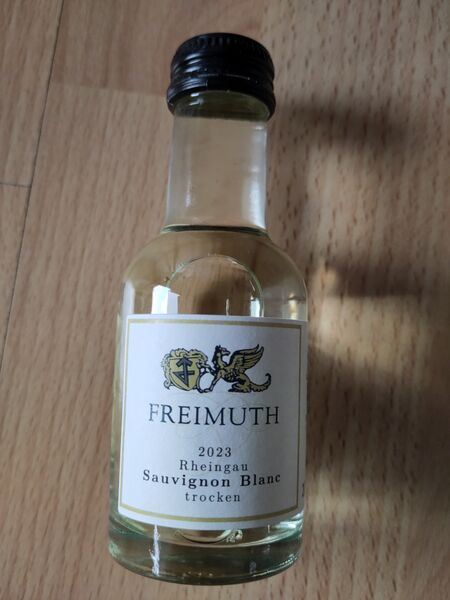 FREIMUTH
2023
Rheingau
Sauvignon Blanc
trocken